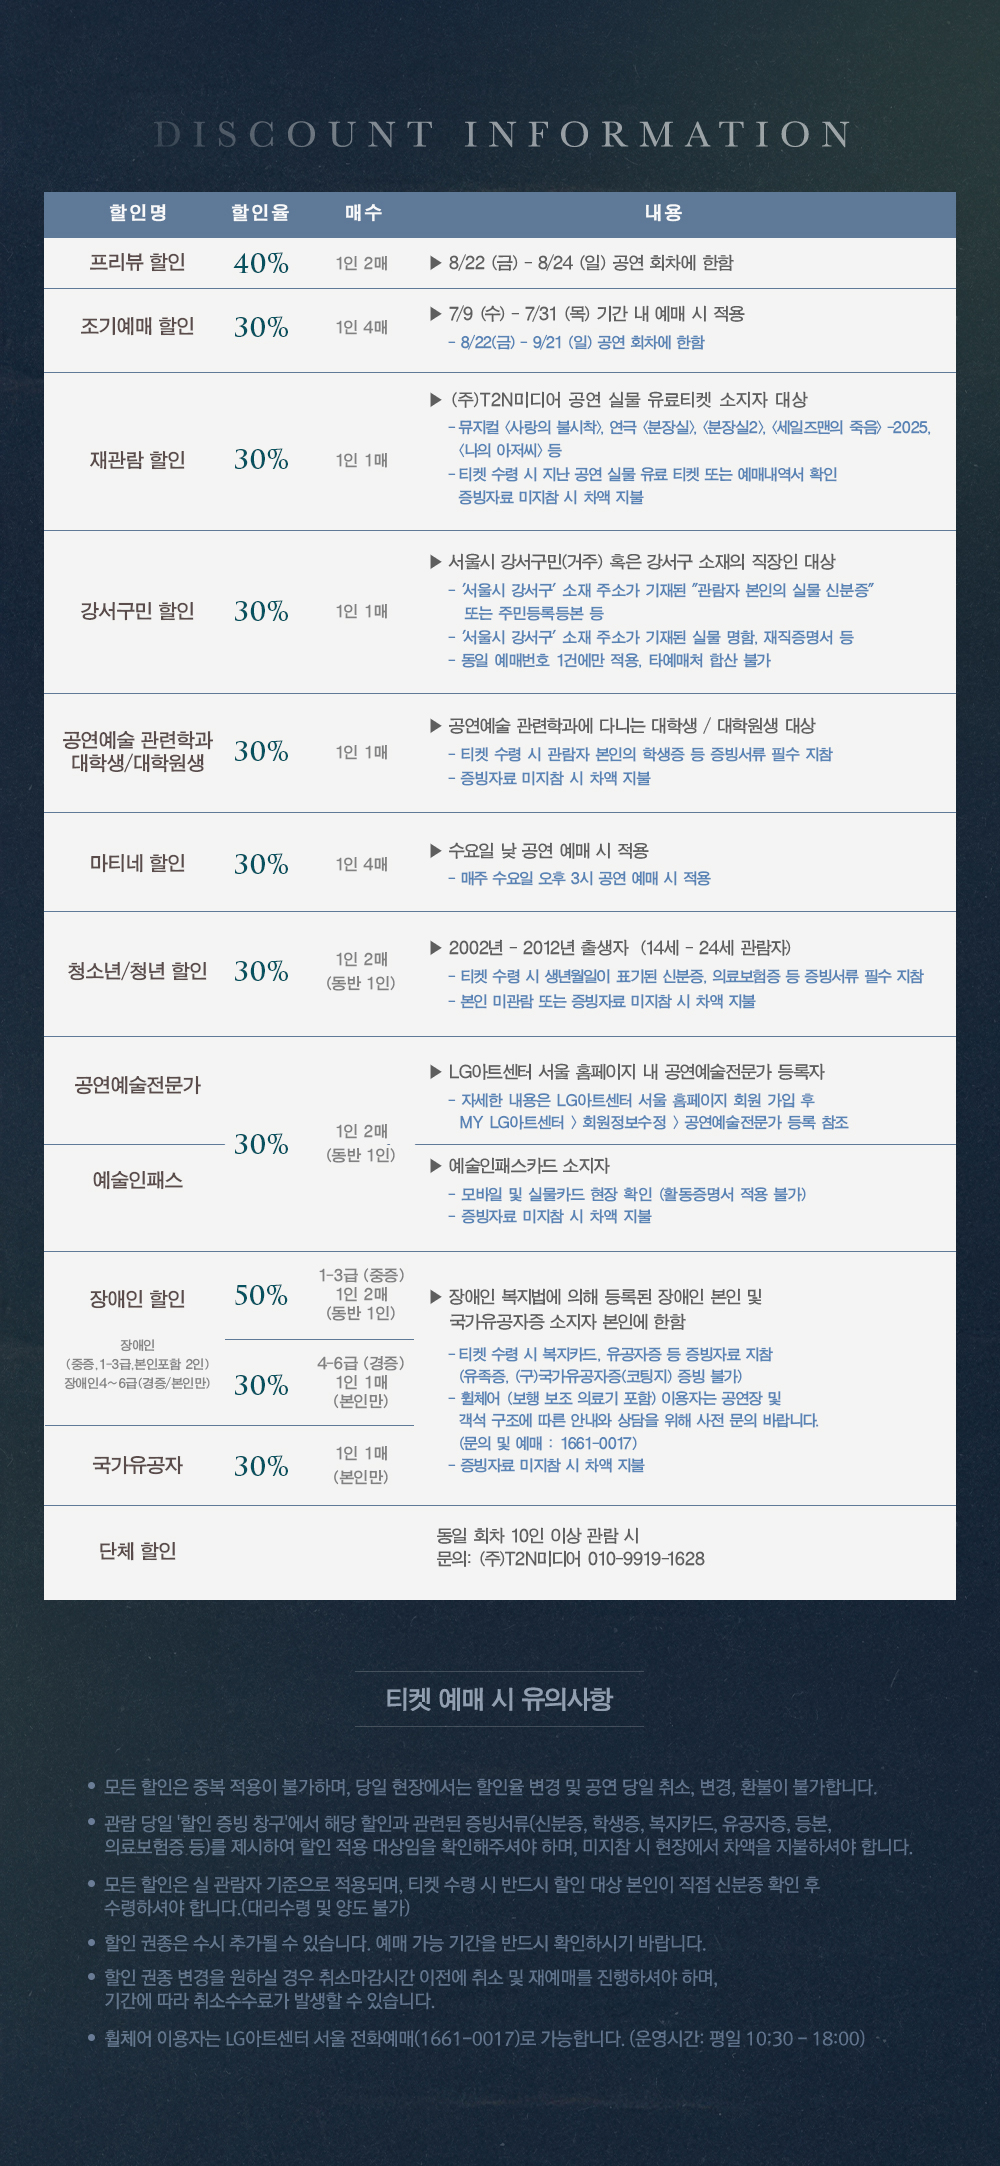 DISCOUNT INFORMATION
할인명 할인율 매수 내용
프리뷰 할인 40% 1인 2매 ▶ 8/22 (금) - 8/24 (일) 공연 회차에 한함
조기예매 할인 30% 1인 4매 ▶ 7/9 (수) - 7/31 (목) 기간 내 예매 시 적용
- 8/22(금) - 9/21 (일) 공연 회차에 한함
재관람 할인 30% 1인 1매 ▶ (주)T2N미디어 공연 실물 유료티켓 소지자 대상
- 뮤지컬 〈사랑의 불시착〉, 연극 〈분장실〉, 〈분장실2〉, 〈세일즈맨의 죽음〉 -2025,
〈나의 아저씨〉 등
- 티켓 수령 시 지난 공연 실물 유료 티켓 또는 예매내역서 확인
증빙자료 미지참 시 차액 지불
강서구민 할인 30% 1인 1매 ▶ 서울시 강서구민(거주) 혹은 강서구 소재의 직장인 대상
- '서울시 강서구' 소재 주소가 기재된 "관람자 본인의 실물 신분증"
또는 주민등록등본 등
- '서울시 강서구' 소재 주소가 기재된 실물 명함, 재직증명서 등
- 동일 예매번호 1건에만 적용, 타예매처 합산 불가
공연예술 관련학과
대학생/대학원생 30% 1인 1매 ▶ 공연예술 관련학과에 다니는 대학생 / 대학원생 대상
- 티켓 수령 시 관람자 본인의 학생증 등 증빙서류 필수 지참
- 증빙자료 미지참 시 차액 지불
마티네 할인 30% 1인 4매 ▶ 수요일 낮 공연 예매 시 적용
- 매주 수요일 오후 3시 공연 예매 시 적용
청소년/청년 할인 30% 1인 2매
(동반 1인)
▶ 2002년 - 2012년 출생자 (14세 - 24세 관람자)
- 티켓 수령 시 생년월일이 표기된 신분증, 의료보험증 등 증빙서류 필수 지참
- 본인 미관람 또는 증빙자료 미지참 시 차액 지불
공연예술전문가
▶ LG아트센터 서울 홈페이지 내 공연예술전문가 등록자
- 자세한 내용은 LG아트센터 서울 홈페이지 회원 가입 후
MY LG아트센터 > 회원정보수정 > 공연예술전문가 등록 참조
30% 1인 2매
(동반 1인)
예술인패스
▶ 예술인패스카드 소지자
- 모바일 및 실물카드 현장 확인 (활동증명서 적용 불가)
- 증빙자료 미지참 시 차액 지불
장애인 할인
장애인
(중증,1-3급,본인포함 2인)
장애인4~6급(경증/본인만)
50% 1-3급 (중증)
1인 2매
(동반 1인)
30% 4-6급 (경증)
1인 1매
(본인만)
국가유공자 30% 1인 1매
(본인만)
▶ 장애인 복지법에 의해 등록된 장애인 본인 및
국가유공자증 소지자 본인에 한함
- 티켓 수령 시 복지카드, 유공자증 등 증빙자료 지참
(유족증, (구)국가유공자증(코팅지) 증빙 불가)
- 휠체어 (보행 보조 의료기 포함) 이용자는 공연장 및
객석 구조에 따른 안내와 상담을 위해 사전 문의 바랍니다.
(문의 및 예매 : 1661-0017)
- 증빙자료 미지참 시 차액 지불
단체 할인 동일 회차 10인 이상 관람 시
문의: (주)T2N미디어 010-9919-1628
티켓 예매 시 유의사항
• 모든 할인은 중복 적용이 불가하며, 당일 현장에서는 할인율 변경 및 공연 당일 취소, 변경, 환불이 불가합니다.
• 관람 당일 '할인 증빙 창구'에서 해당 할인과 관련된 증빙서류(신분증, 학생증, 복지카드, 유공자증, 등본,
의료보험증 등)를 제시하여 할인 적용 대상임을 확인해주셔야 하며, 미지참 시 현장에서 차액을 지불하셔야 합니다.
• 모든 할인은 실 관람자 기준으로 적용되며, 티켓 수령 시 반드시 할인 대상 본인이 직접 신분증 확인 후
수령하셔야 합니다.(대리수령 및 양도 불가)
• 할인 권종은 수시 추가될 수 있습니다. 예매 가능 기간을 반드시 확인하시기 바랍니다.
• 할인 권종 변경을 원하실 경우 취소마감시간 이전에 취소 및 재예매를 진행하셔야 하며,
기간에 따라 취소수수료가 발생할 수 있습니다.
• 휠체어 이용자는 LG아트센터 서울 전화예매(1661-0017)로 가능합니다. (운영시간: 평일 10:30 - 18:00)